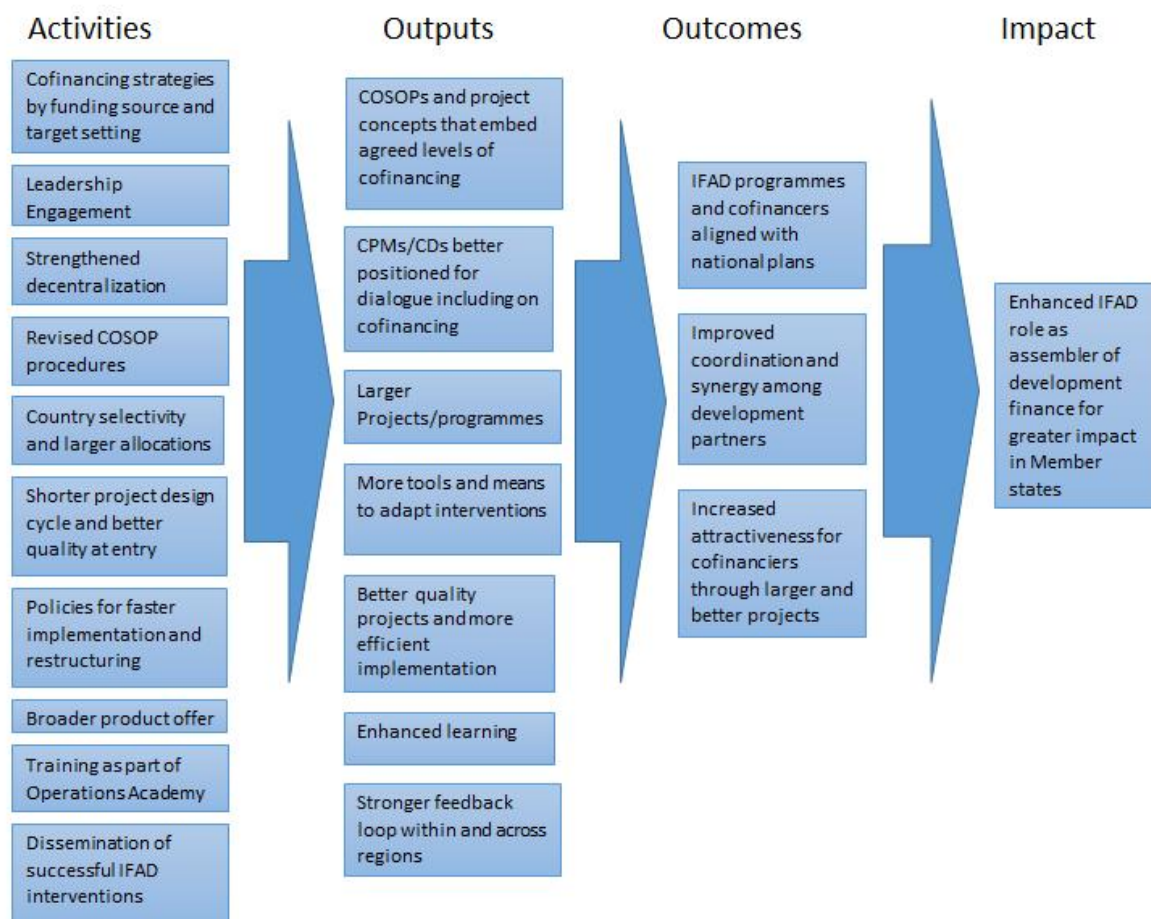 Activities
Cofinancing strategies
by funding source and
target setting
Leadership
Engagement
Strengthened
decentralization
Revised COSOP
procedures
Country selectivity
and larger allocations
Shorter project design
cycle and better
quality at entry
Policies for faster
implementation and
restructuring
Broader product offer
Training as part of
Operations Academy
Dissemination of
successful IFAD
interventions
Outputs
COSOPs and project
concepts that embed
agreed levels of
cofinancing
CPMs/CDs better
positioned for
dialogue including on
cofinancing
Larger
Projects/programmes
More tools and means
to adapt interventions
Better quality
projects and more
efficient
implementation
Enhanced learning
Stronger feedback
loop within and across
regions
Outcomes
IFAD programmes
and cofinancers
aligned with
national plans
Improved
coordination and
synergy among
development
partners
Increased
attractiveness for
cofinanciers
through larger and
better projects
Impact
Enhanced IFAD
role as
assembler of
development
finance for
greater impact
in Member
states